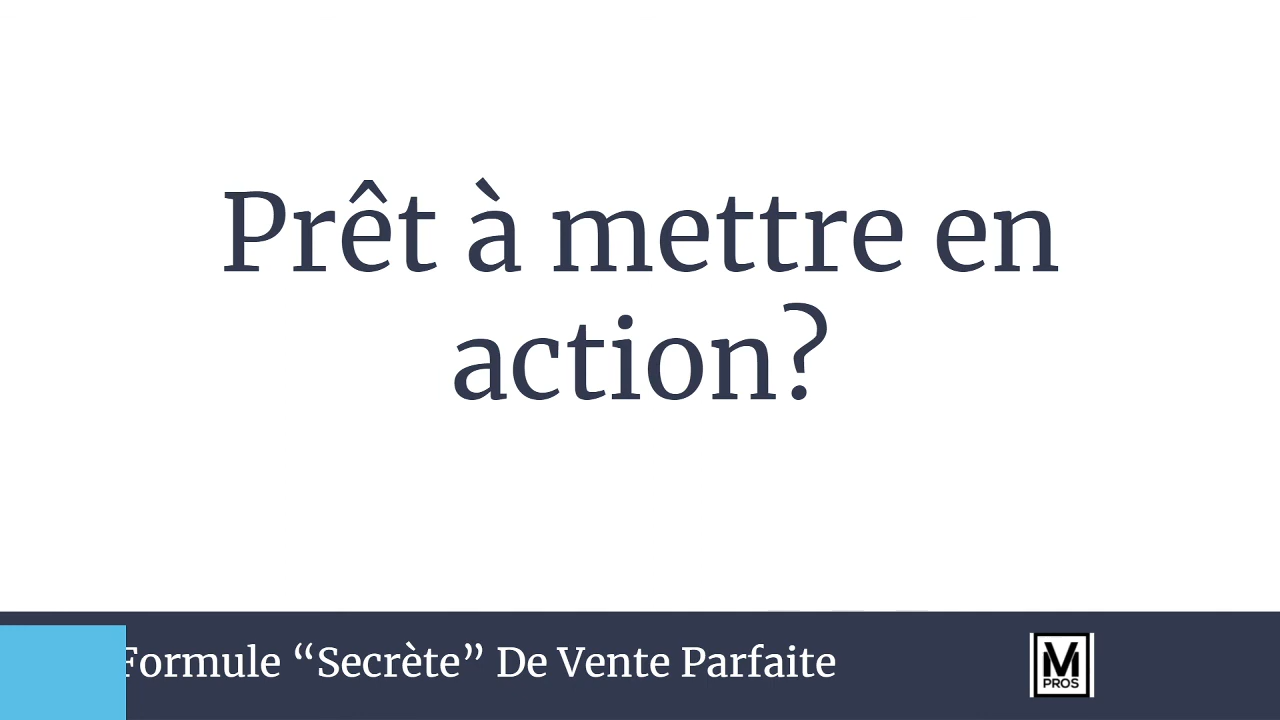 Prêt à mettre en
action?
Formule “Secrète” De Vente Parfaite
M
PROS